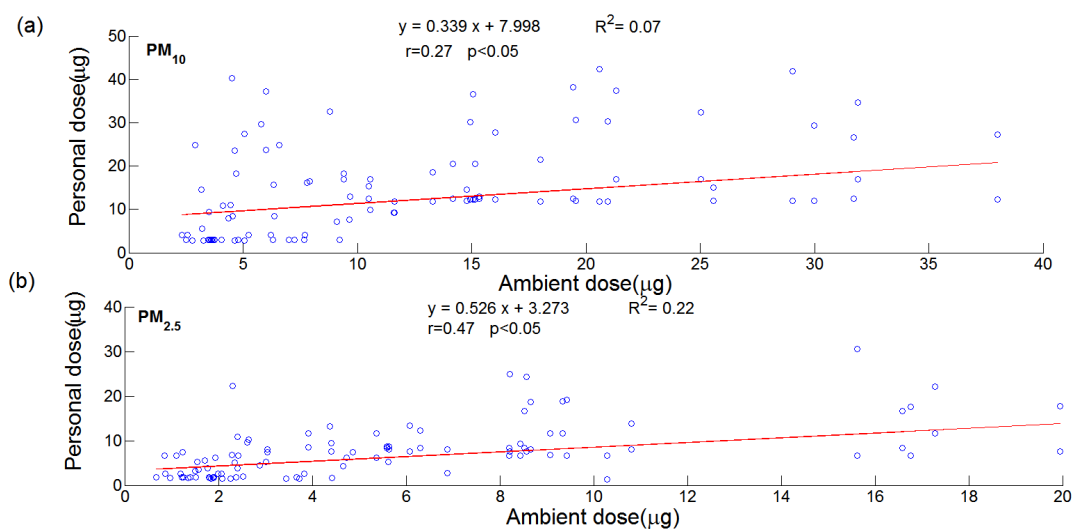 (a)
y = 0.339 x + 7.998 R²= 0.07
r=0.27 p<0.05
PM₁₀
Personal dose(μg)
50
40
30
20
10
0
0 5 10 15 20 25 30 35 40
Ambient dose(μg)
(b)
y = 0.526 x + 3.273 R²= 0.22
r=0.47 p<0.05
PM₂.₅
Personal dose(μg)
40
30
20
10
0
0 2 4 6 8 10 12 14 16 18 20
Ambient dose(μg)